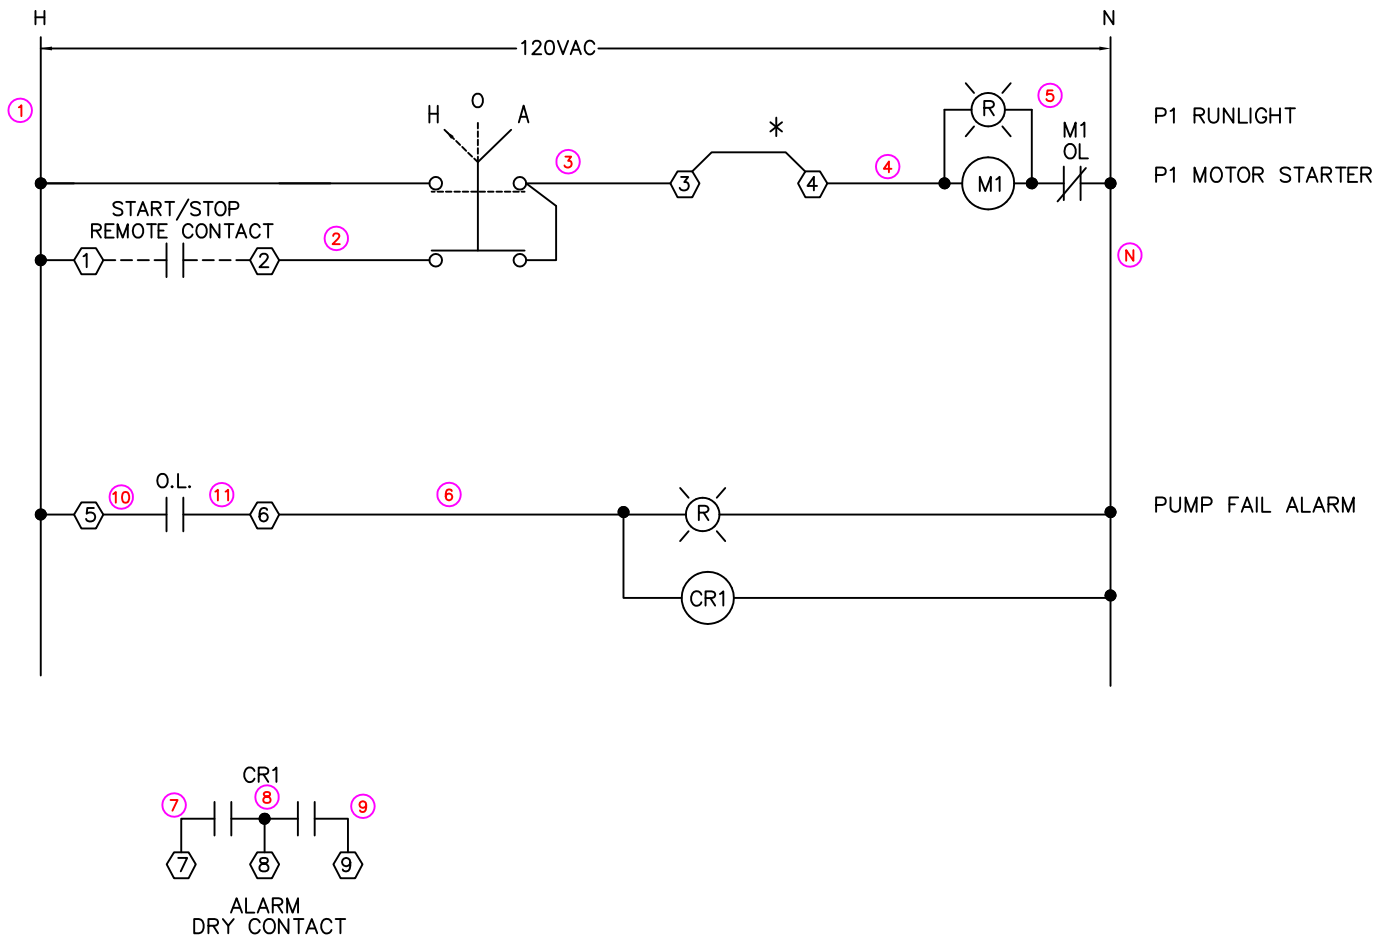 H N
120VAC
1
H O A
* R 5
M1
OL
P1 RUNLIGHT
3 3 4 4 M1 P1 MOTOR STARTER
START/STOP
REMOTE CONTACT
1 2 2 N
O.L.
5 10 11 6 6 R PUMP FAIL ALARM
CR1
CR1
7 8 9
7 8 9
ALARM
DRY CONTACT